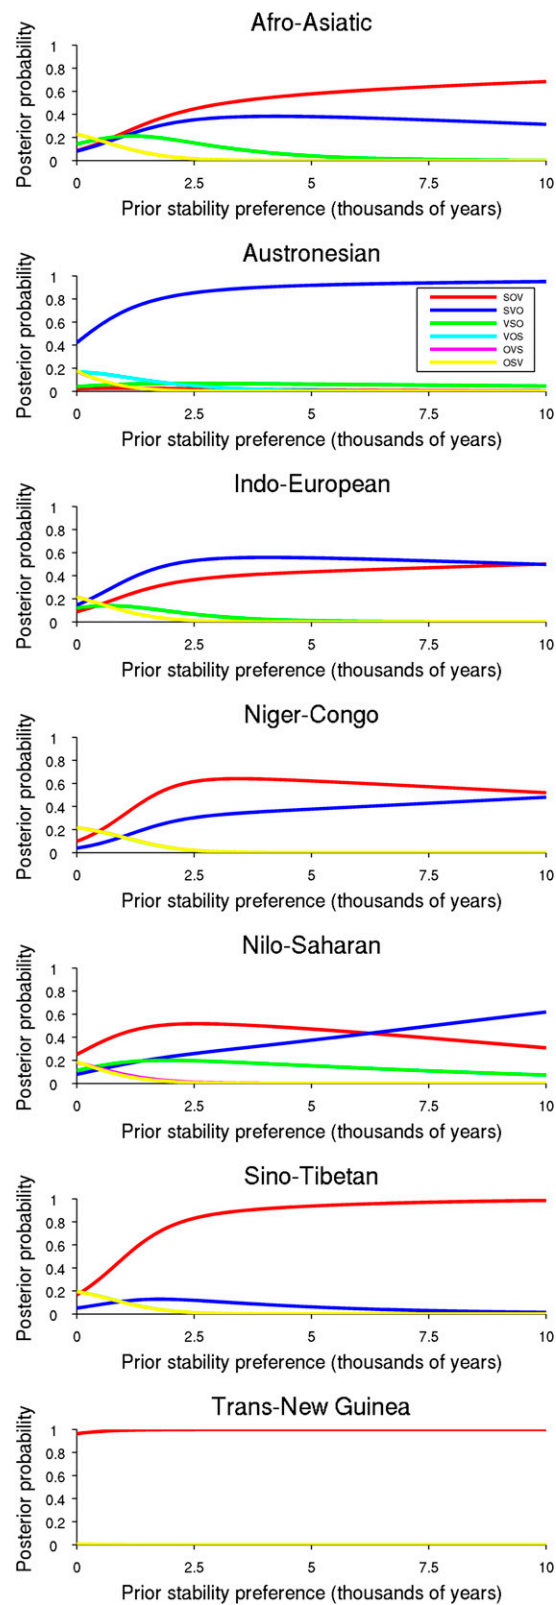 Afro-Asiatic
Posterior probability
1
0.8
0.6
0.4
0.2
0
0 2.5 5 7.5 10
Prior stability preference (thousands of years)
Austronesian
Posterior probability
1
0.8
0.6
0.4
0.2
0
SOV
SVO
VSO
VOS
OVS
OSV
0 2.5 5 7.5 10
Prior stability preference (thousands of years)
Indo-European
Posterior probability
1
0.8
0.6
0.4
0.2
0
0 2.5 5 7.5 10
Prior stability preference (thousands of years)
Niger-Congo
Posterior probability
1
0.8
0.6
0.4
0.2
0
0 2.5 5 7.5 10
Prior stability preference (thousands of years)
Nilo-Saharan
Posterior probability
1
0.8
0.6
0.4
0.2
0
0 2.5 5 7.5 10
Prior stability preference (thousands of years)
Sino-Tibetan
Posterior probability
1
0.8
0.6
0.4
0.2
0
0 2.5 5 7.5 10
Prior stability preference (thousands of years)
Trans-New Guinea
Posterior probability
1
0.8
0.6
0.4
0.2
0
0 2.5 5 7.5 10
Prior stability preference (thousands of years)